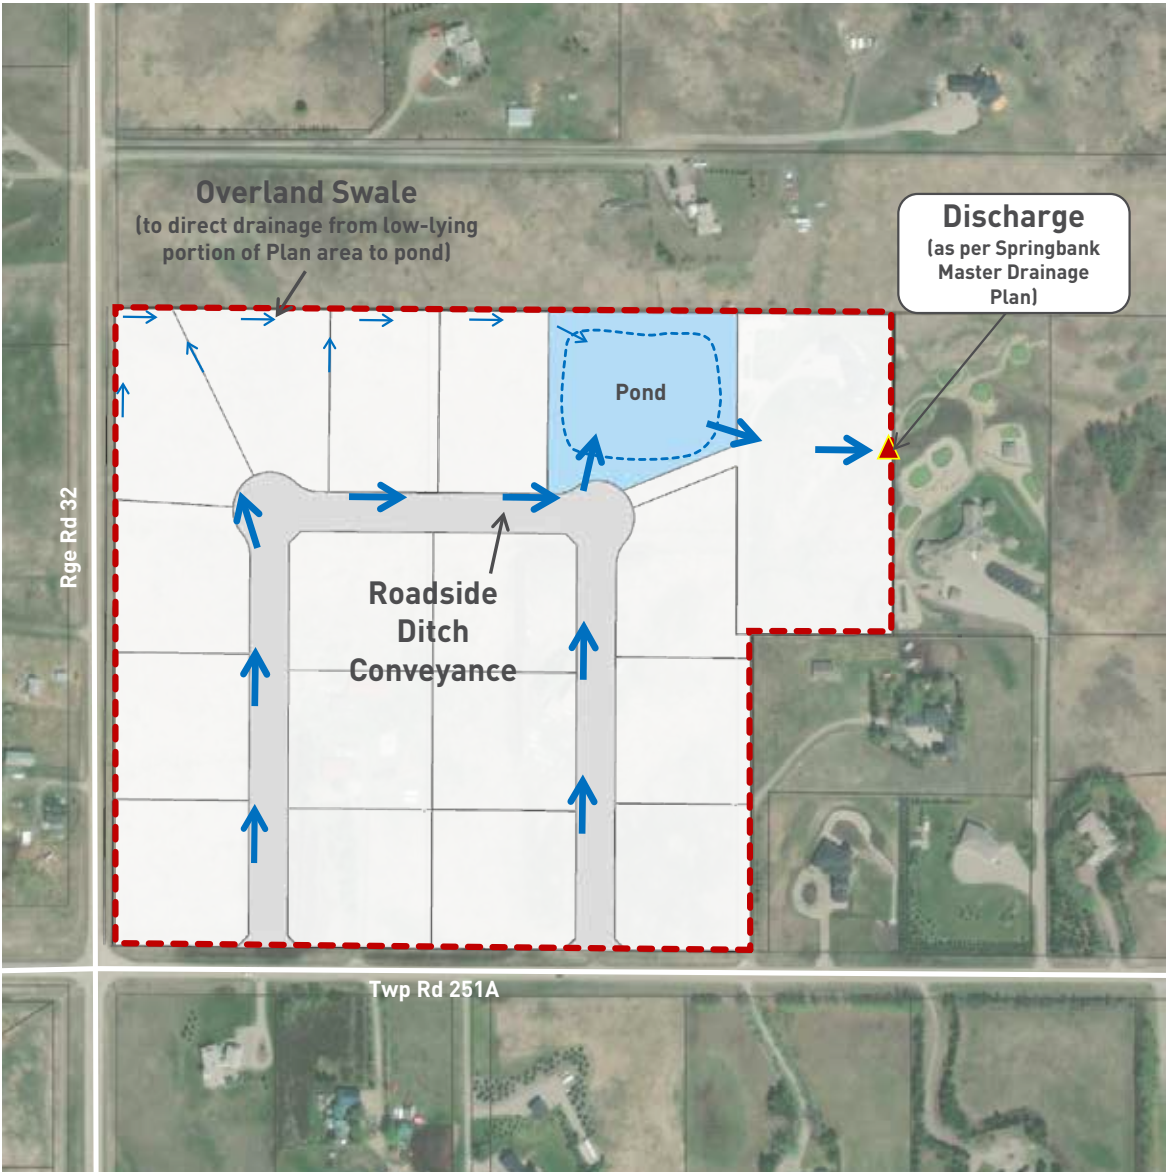 Overland Swale
(to direct drainage from low-lying
portion of Plan area to pond)
Discharge
(as per Springbank
Master Drainage
Plan)
Pond
Rge Rd 32
Roadside
Ditch
Conveyance
Twp Rd 251A